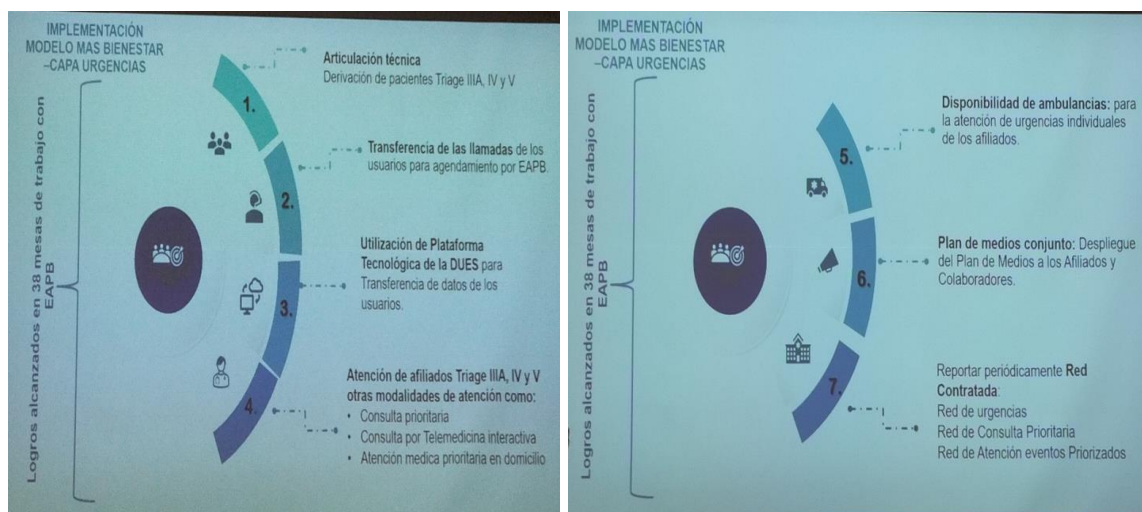 IMPLEMENTACIÓN
MODELO MAS BIENESTAR
–CAPA URGENCIAS
Logros alcanzados en 38 mesas de trabajo con
EAPB
1.
Articulación técnica
Derivación de pacientes Triage IIIA, IV y V
2.
Transferencia de las llamadas de los
usuarios para agendamiento por EAPB.
3.
Utilización de Plataforma
Tecnológica de la DUES para
Transferencia de datos de los
usuarios.
4.
Atención de afiliados Triage IIIA, IV y V
otras modalidades de atención como:
• Consulta prioritaria
• Consulta por Telemedicina interactiva
• Atención medica prioritaria en domicilio
IMPLEMENTACIÓN
MODELO MAS BIENESTAR
–CAPA URGENCIAS
Logros alcanzados en 38 mesas de trabajo con
EAPB
5.
Disponibilidad de ambulancias: para
la atención de urgencias individuales
de los afiliados.
6.
Plan de medios conjunto: Despliegue
del Plan de Medios a los Afiliados y
Colaboradores.
7.
Reportar periódicamente Red
Contratada:
Red de urgencias
Red de Consulta Prioritaria
Red de Atención eventos Priorizados